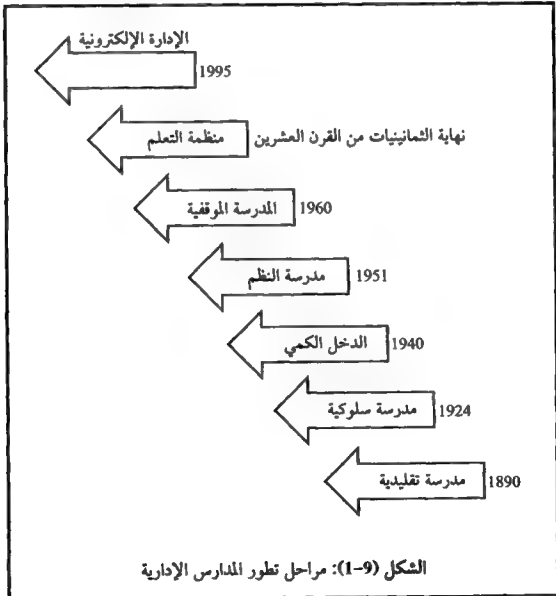 الإدارة الإلكترونية
1995
نهاية الثمانينيات من القرن العشرين منظمة التعلم
1960 المدرسة الموقفية
1951 مدرسة النظم
1940 الدخل الكمي
1924 مدرسة سلوكية
1890 مدرسة تقليدية
الشكل (9-1): مراحل تطور المدارس الإدارية